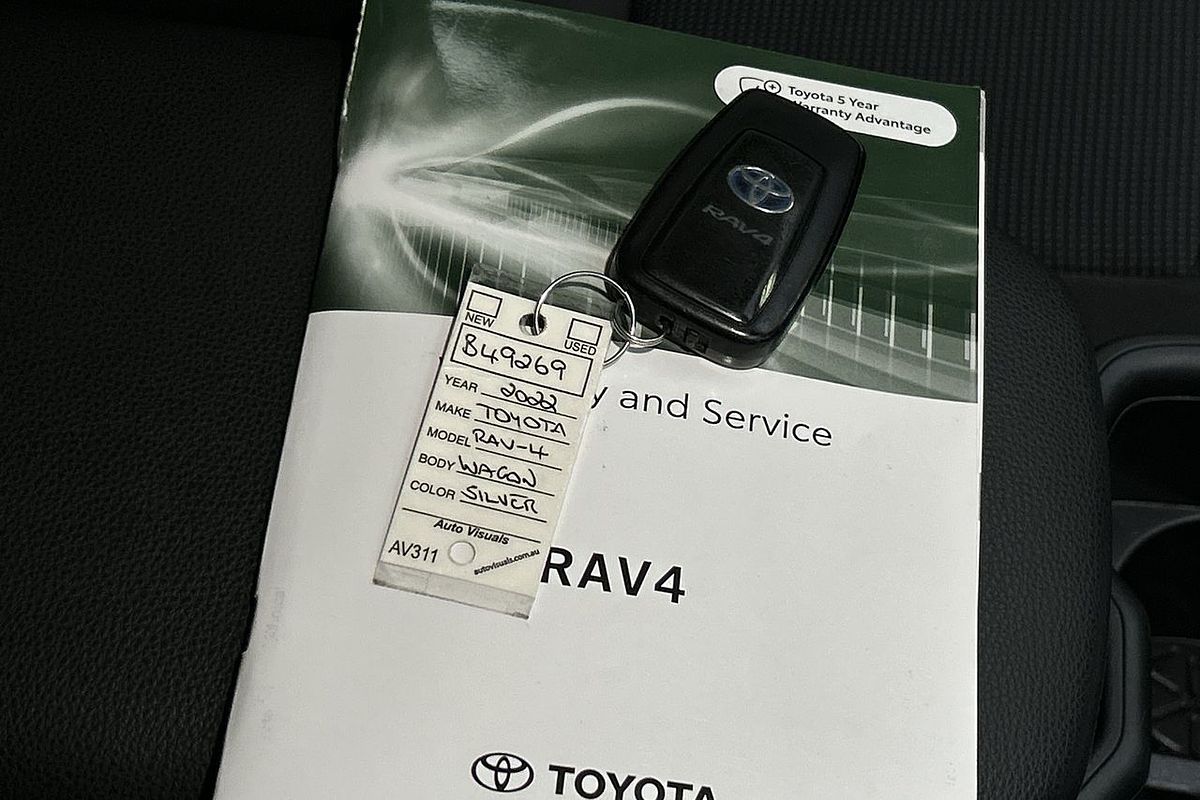 Toyota 5 Year
Warranty Advantage
RAV4
NEW
USED
B49269
YEAR 2022
MAKE TOYOTA
MODEL RAV-4
BODY WAGON
COLOR SILVER
Auto Visuals
AV311
autovisuals.com.au
y and Service
RAV4
TOYOTA